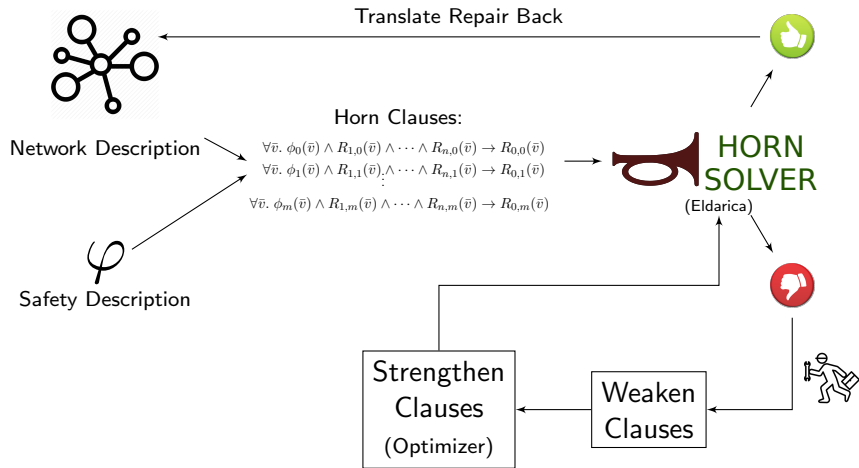 Translate Repair Back
Horn Clauses:
Network Description
∀v̄. ϕ₀(v̄) ∧ R₁,₀(v̄) ∧ ⋯ ∧ Rₙ,₀(v̄) → R₀,₀(v̄)
∀v̄. ϕ₁(v̄) ∧ R₁,₁(v̄) ∧ ⋯ ∧ Rₙ,₁(v̄) → R₀,₁(v̄)
⋮
∀v̄. ϕₘ(v̄) ∧ R₁,ₘ(v̄) ∧ ⋯ ∧ Rₙ,ₘ(v̄) → R₀,ₘ(v̄)
HORN
SOLVER
(Eldarica)
φ
Safety Description
Strengthen
Clauses
(Optimizer)
Weaken
Clauses